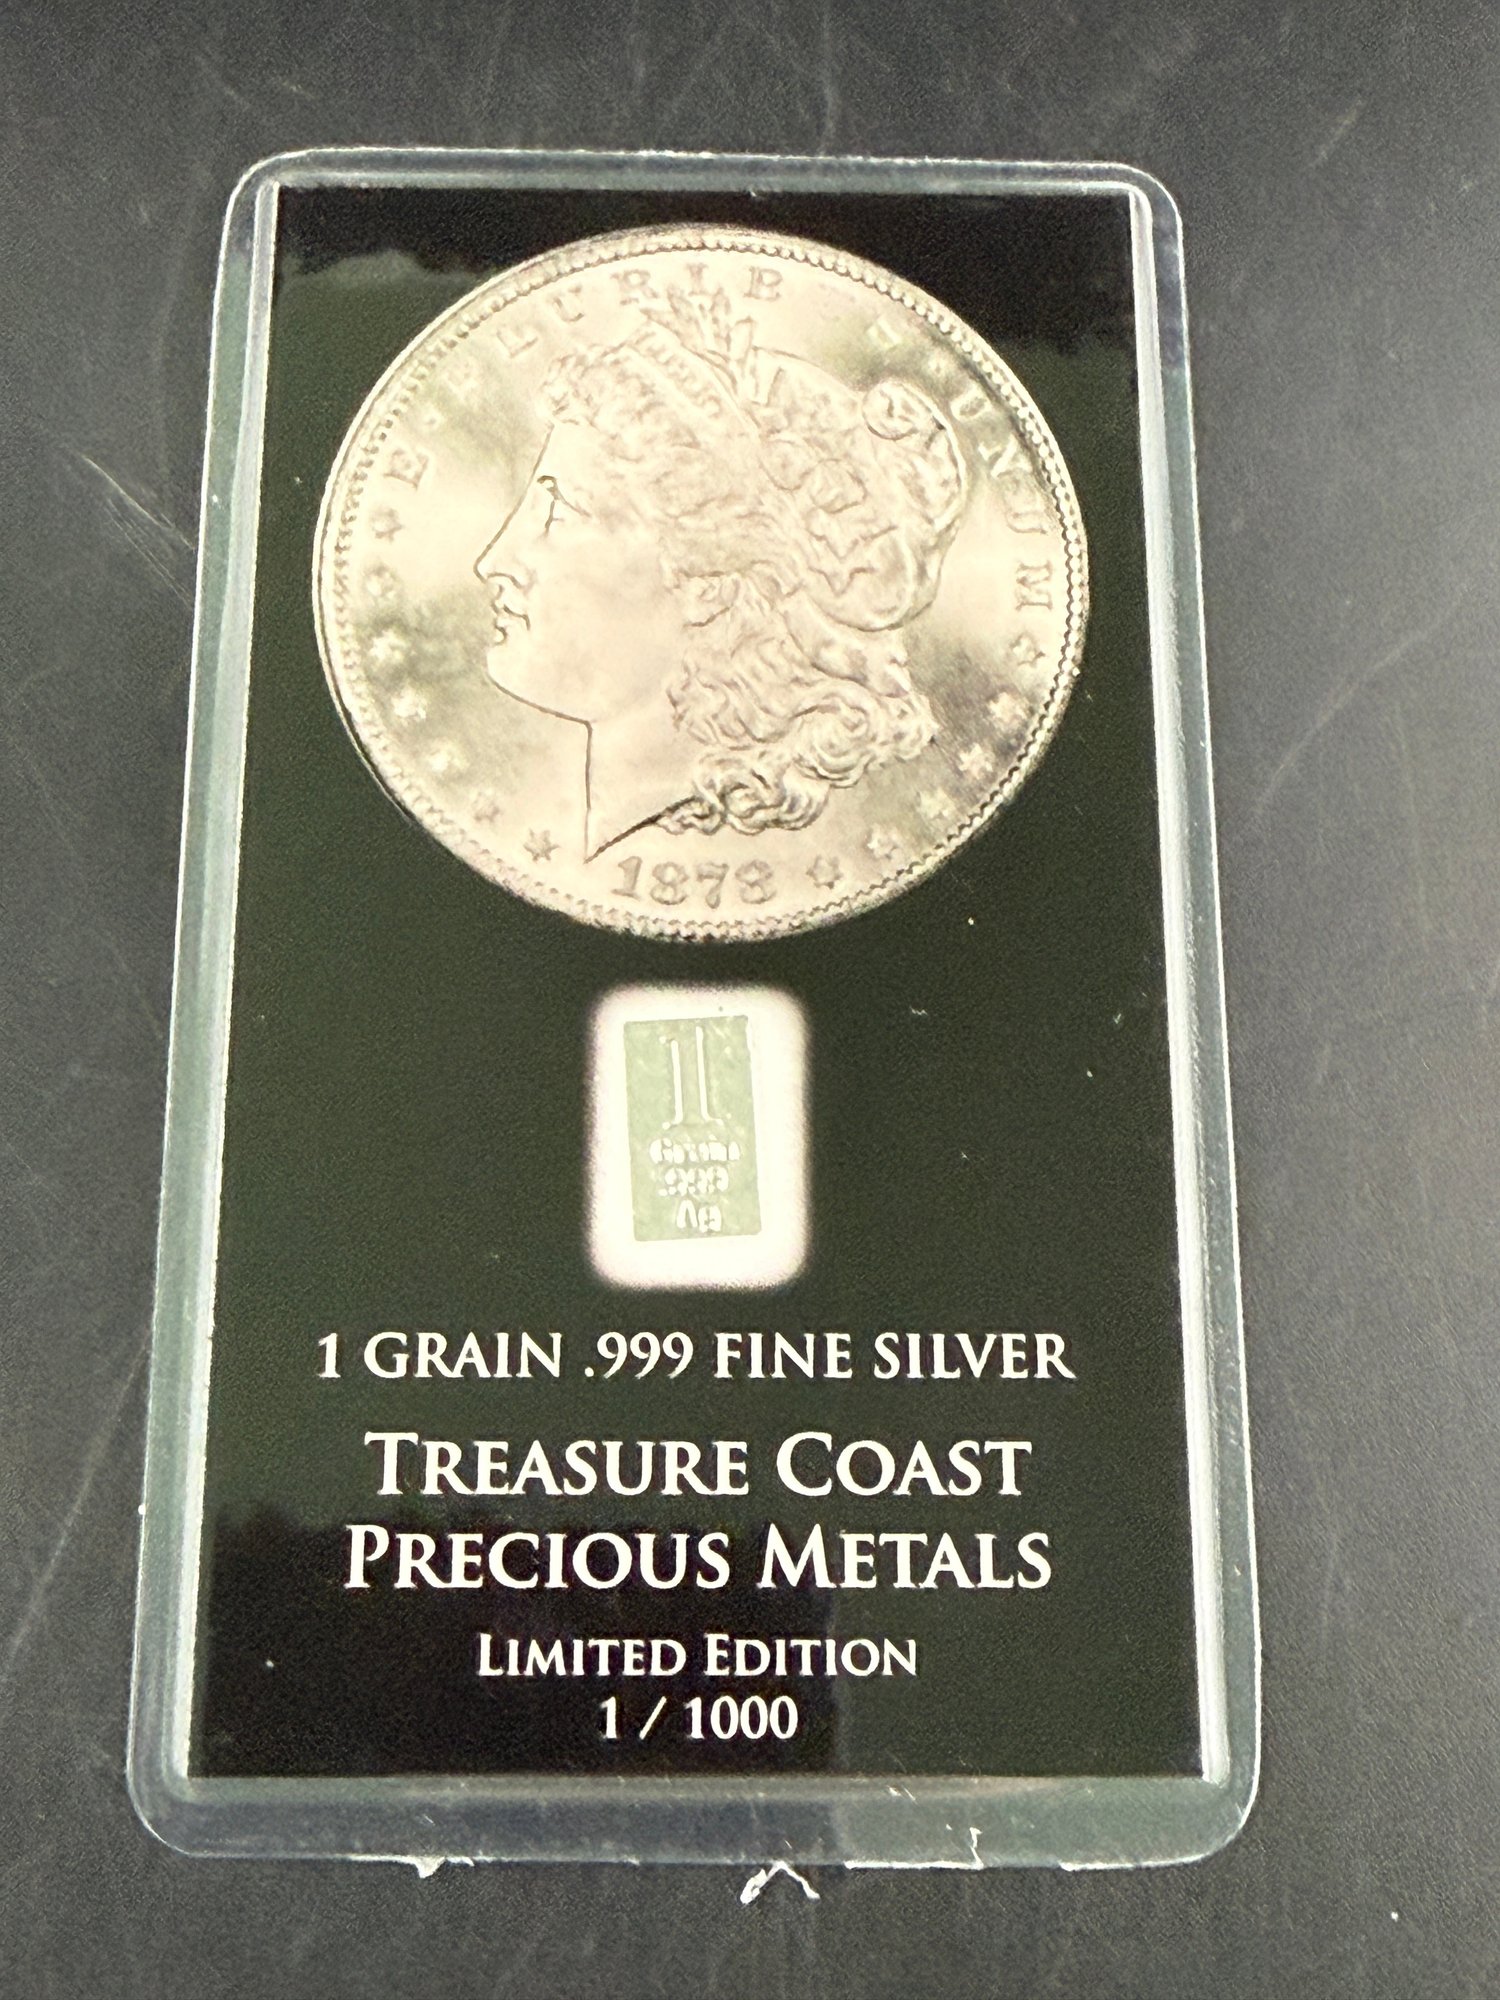 E·PLURIBUS·UNUM
1878
1
Grain
.999
Ag
1 GRAIN .999 FINE SILVER
TREASURE COAST
PRECIOUS METALS
LIMITED EDITION
1 / 1000